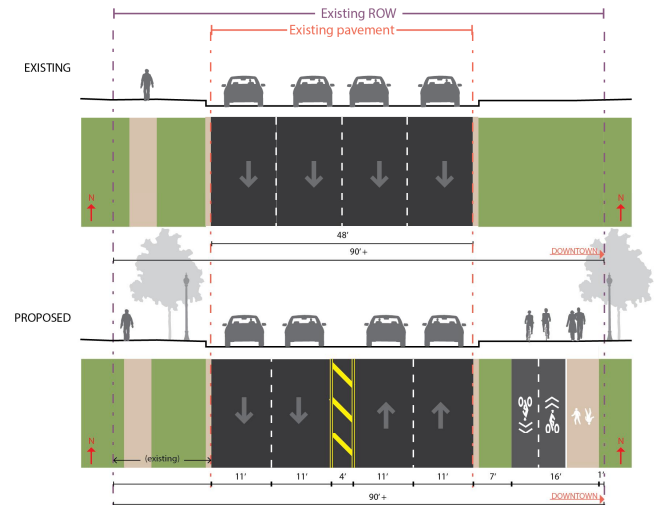 Existing ROW
Existing pavement
EXISTING
N
N
48'
90'+
DOWNTOWN
PROPOSED
N
N
(existing)
11'
11'
4'
11'
11'
7'
16'
1'
90'+
DOWNTOWN